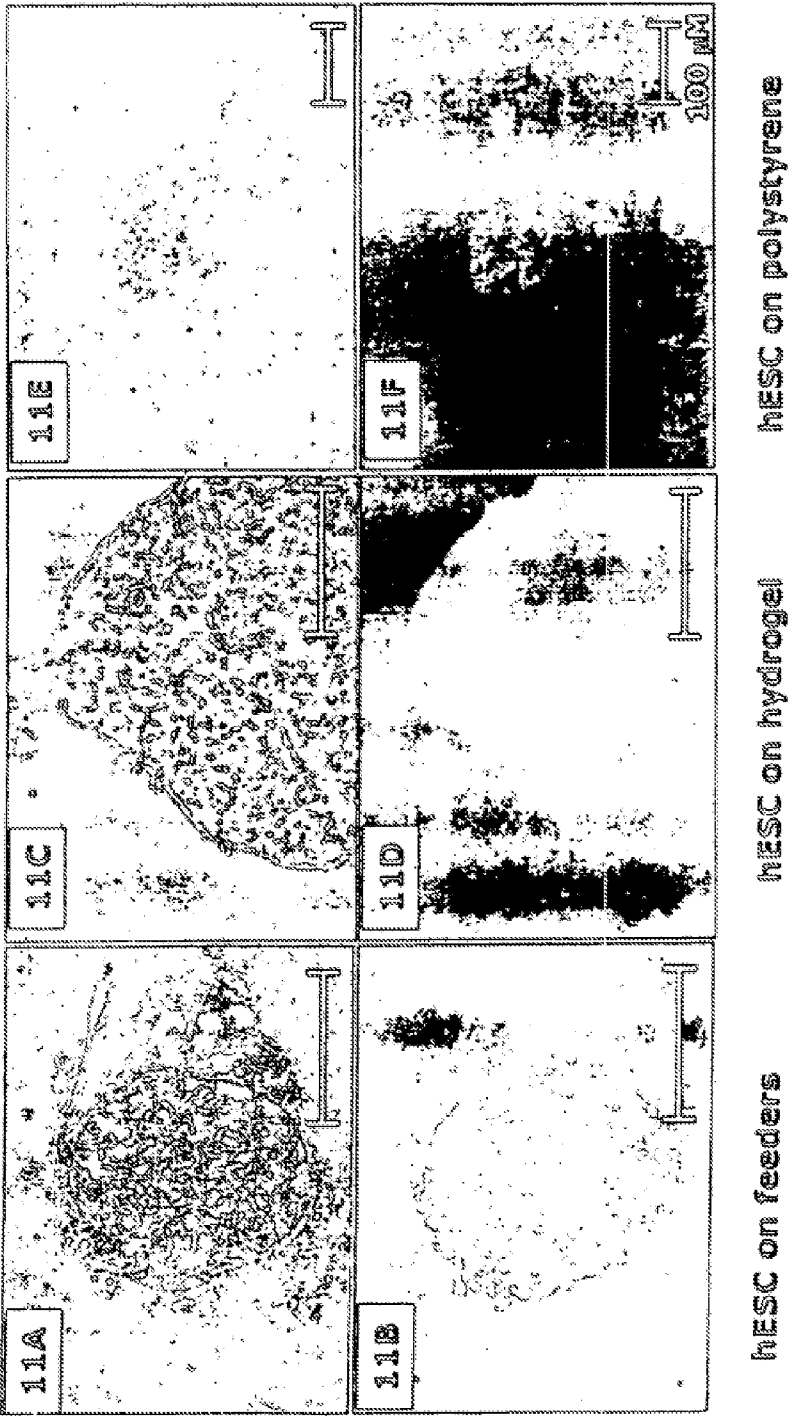 11A
11C
11E
11B
11D
11F
100 µM
hESC on feeders
hESC on hydrogel
hESC on polystyrene